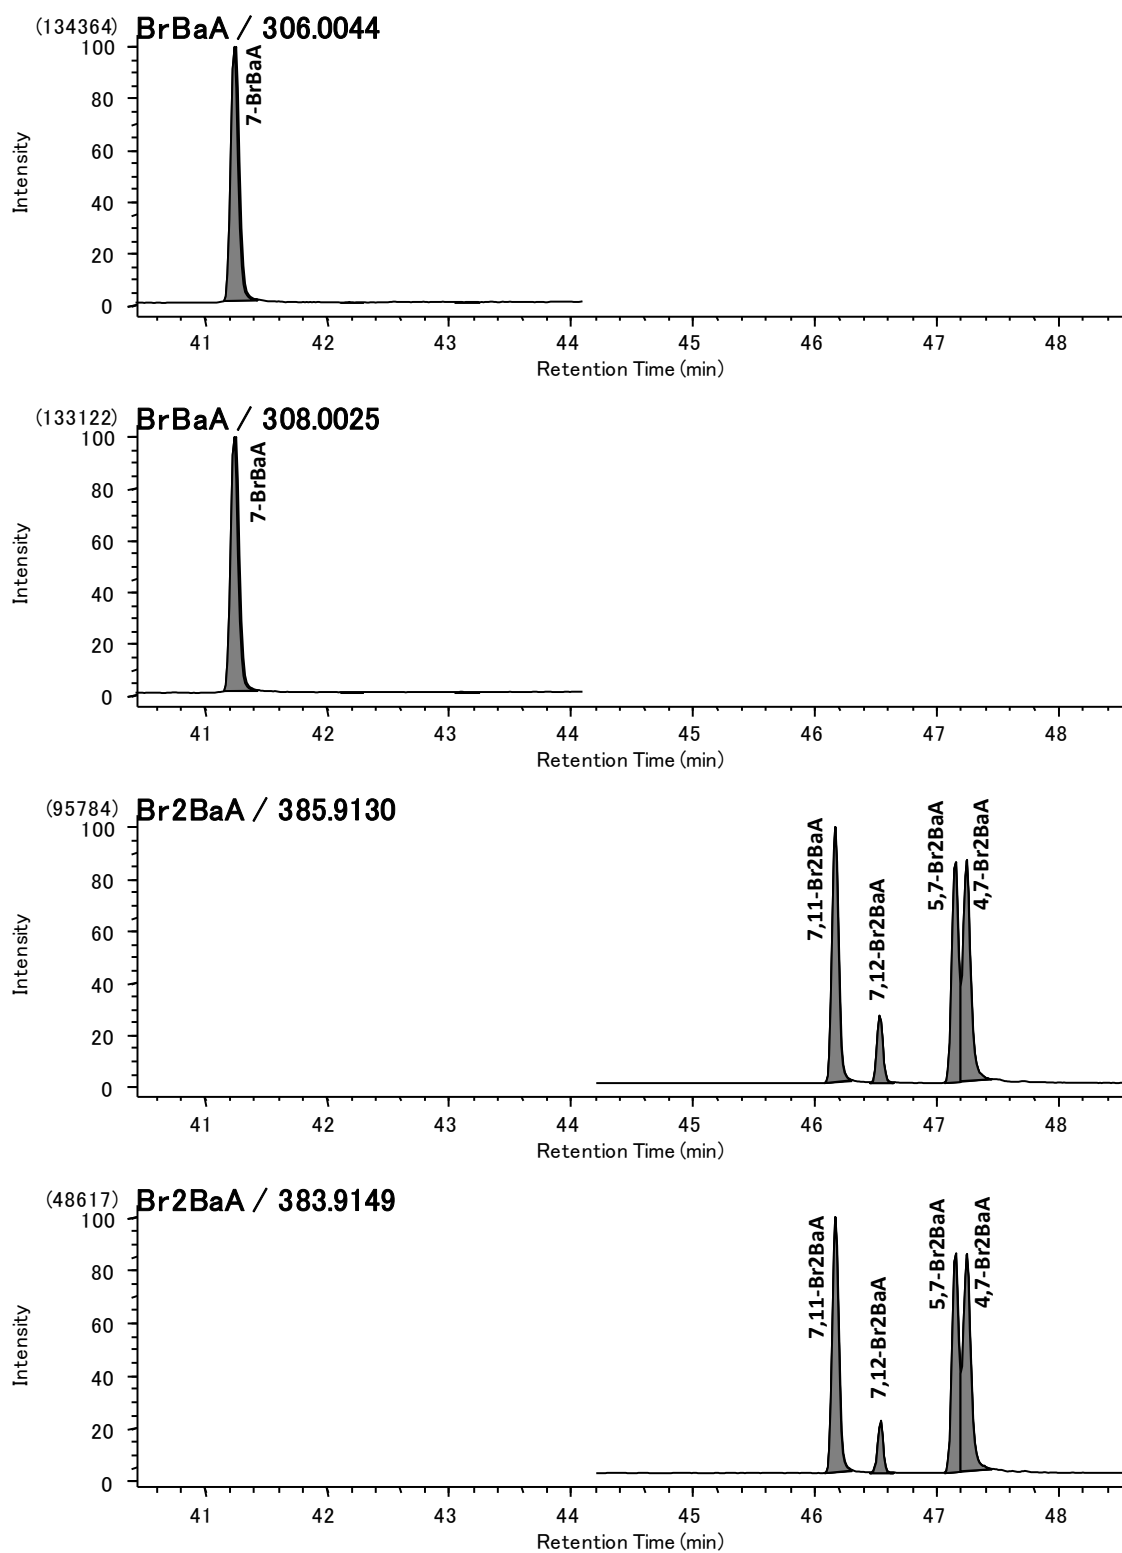 (134364) BrBaA / 306.0044
7-BrBaA
Intensity
100
80
60
40
20
0
41 42 43 44 45 46 47 48
Retention Time (min)
(133122) BrBaA / 308.0025
7-BrBaA
Intensity
100
80
60
40
20
0
41 42 43 44 45 46 47 48
Retention Time (min)
(95784) Br2BaA / 385.9130
7,11-Br2BaA
7,12-Br2BaA
5,7-Br2BaA
4,7-Br2BaA
Intensity
100
80
60
40
20
0
41 42 43 44 45 46 47 48
Retention Time (min)
(48617) Br2BaA / 383.9149
7,11-Br2BaA
7,12-Br2BaA
5,7-Br2BaA
4,7-Br2BaA
Intensity
100
80
60
40
20
0
41 42 43 44 45 46 47 48
Retention Time (min)